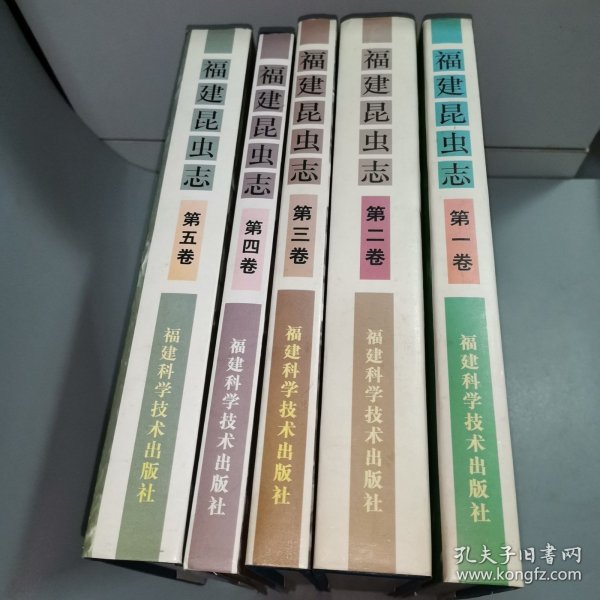 福建昆虫志
第五卷
福建科学技术出版社
福建昆虫志
第四卷
福建科学技术出版社
福建昆虫志
第三卷
福建科学技术出版社
福建昆虫志
第二卷
福建科学技术出版社
福建昆虫志
第一卷
福建科学技术出版社
孔夫子旧书网
www.kongfz.com